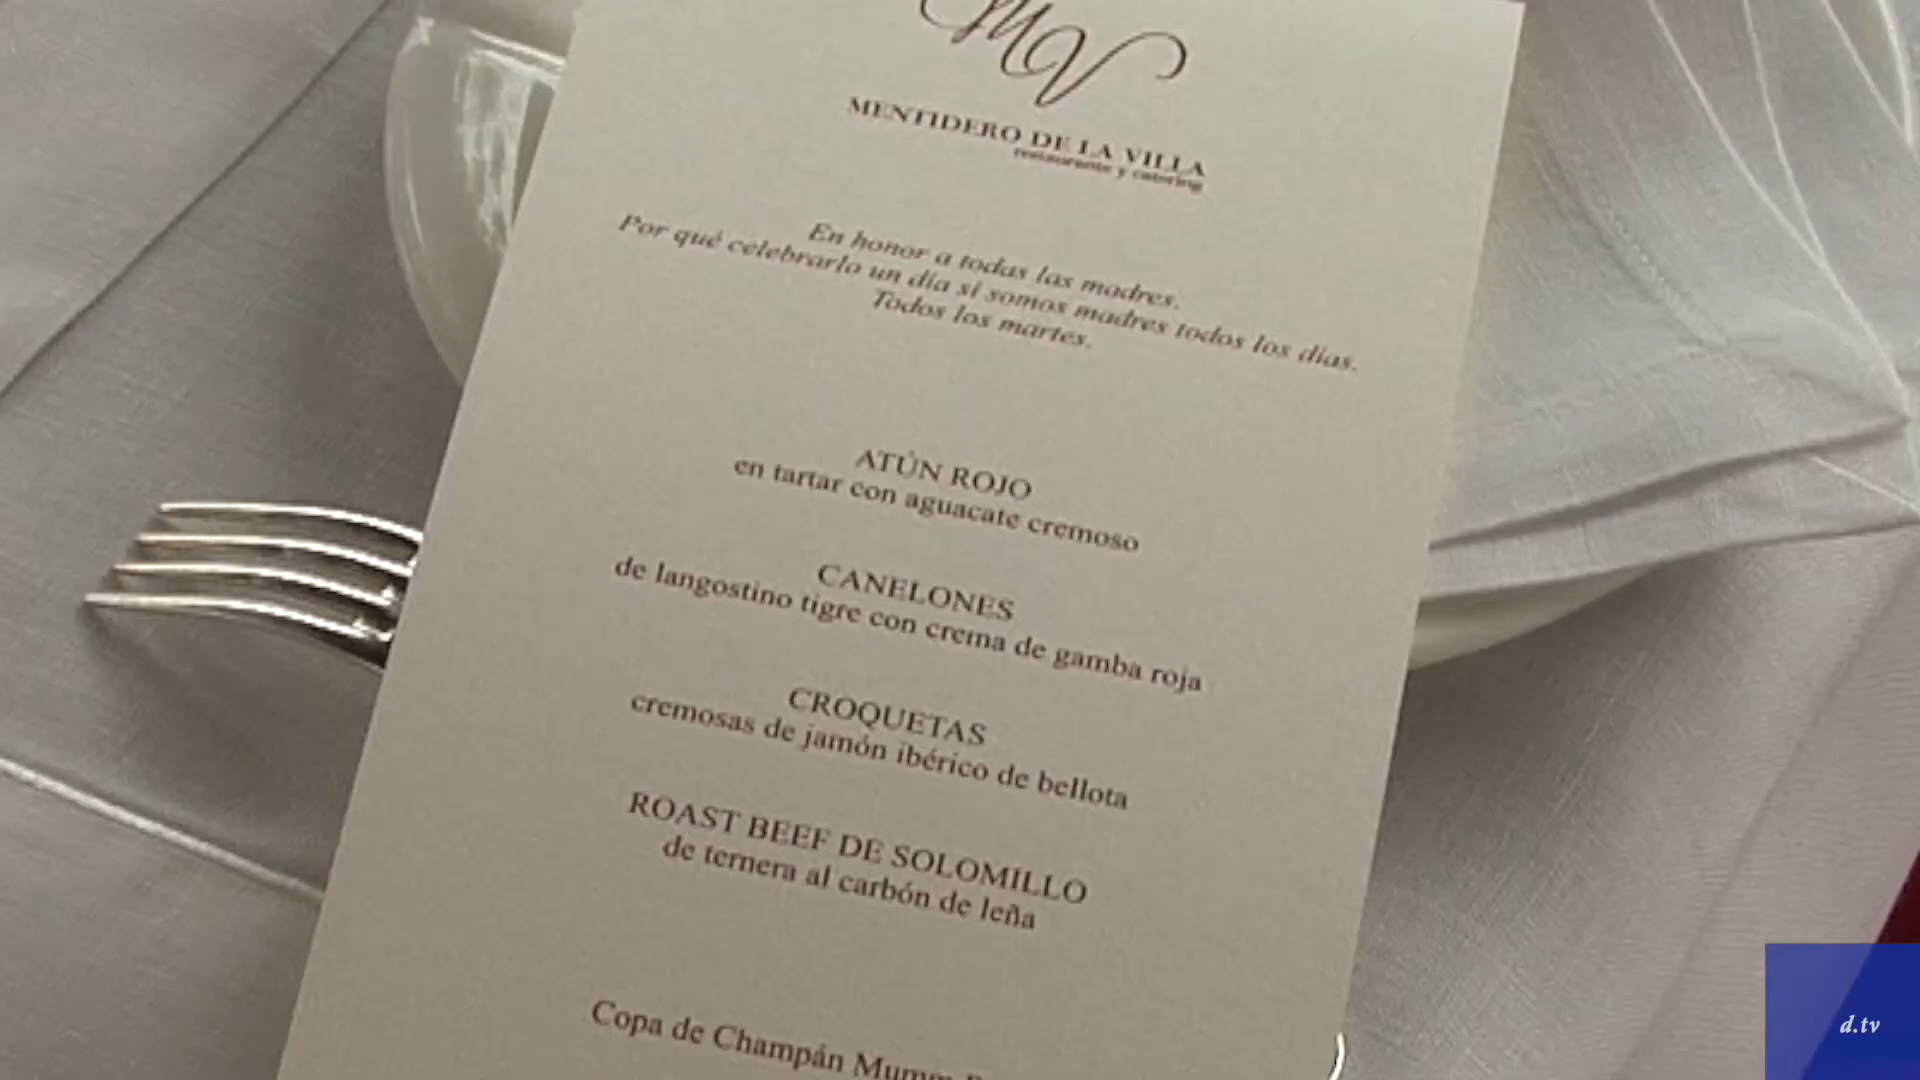 MV
MENTIDERO DE LA VILLA
restaurante y catering
En honor a todas las madres.
Por qué celebrarlo un día si somos madres todos los días.
Todos los martes.
ATÚN ROJO
en tartar con aguacate cremoso
CANELONES
de langostino tigre con crema de gamba roja
CROQUETAS
cremosas de jamón ibérico de bellota
ROAST BEEF DE SOLOMILLO
de ternera al carbón de leña
Copa de Champán Mumm
d.tv